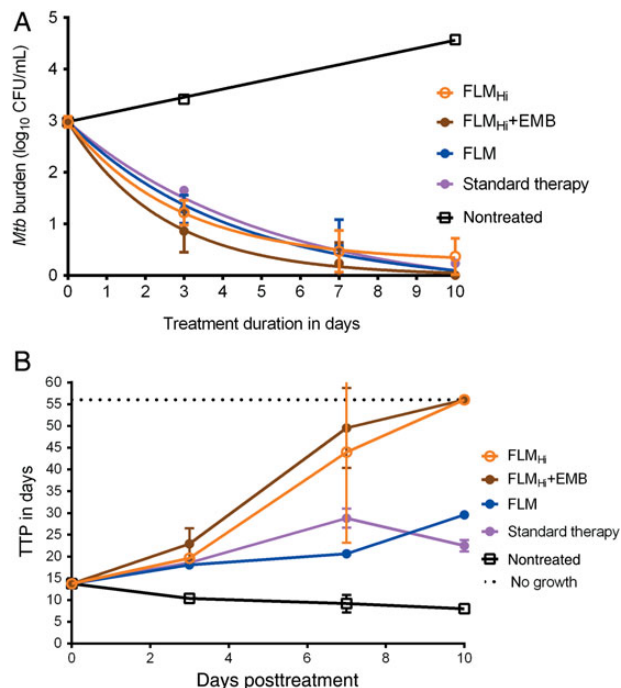 A
Mtb burden (log10 CFU/mL)
5
4
3
2
1
0
0 1 2 3 4 5 6 7 8 9 10
Treatment duration in days
FLMHi
FLMHi+EMB
FLM
Standard therapy
Nontreated
B
TTP in days
60
55
50
45
40
35
30
25
20
15
10
5
0
0 2 4 6 8 10
Days posttreatment
FLMHi
FLMHi+EMB
FLM
Standard therapy
Nontreated
No growth